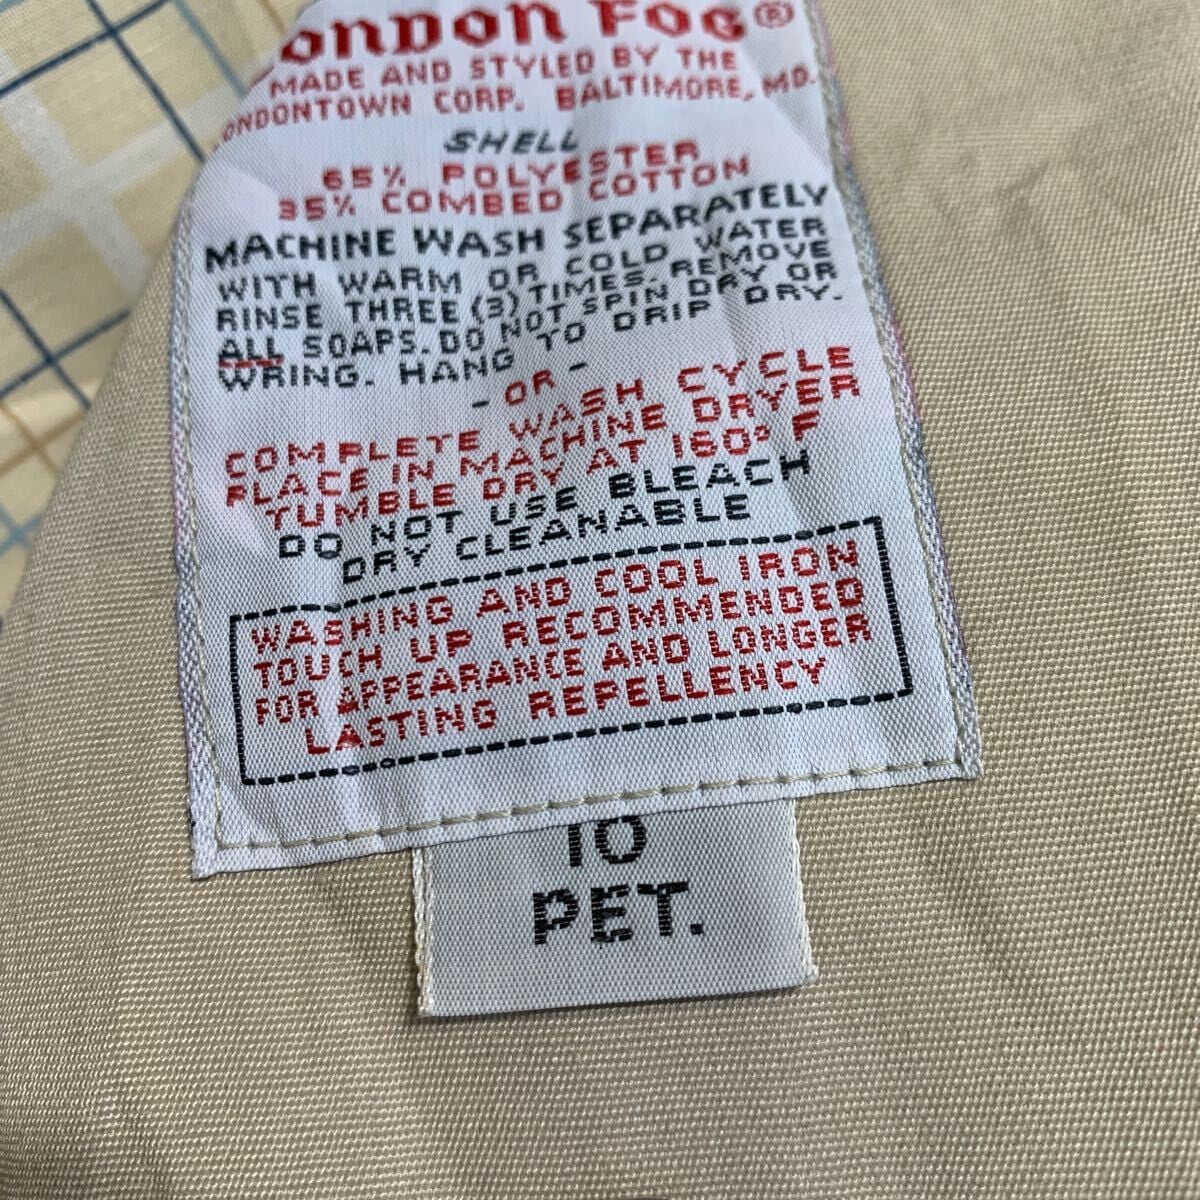 LONDON FOG®
MADE AND STYLED BY THE
LONDONTOWN CORP. BALTIMORE, MD.
SHELL
65% POLYESTER
35% COMBED COTTON
MACHINE WASH SEPARATELY
WITH WARM OR COLD WATER
RINSE THREE (3) TIMES. REMOVE
ALL SOAPS. DO NOT SPIN DRY OR
WRING. HANG TO DRIP DRY.
- OR -
COMPLETE WASH CYCLE
PLACE IN MACHINE DRYER
TUMBLE DRY AT 160° F
DO NOT USE BLEACH
DRY CLEANABLE
WASHING AND COOL IRON
TOUCH UP RECOMMENDED
FOR APPEARANCE AND LONGER
LASTING REPELLENCY
10
PET.